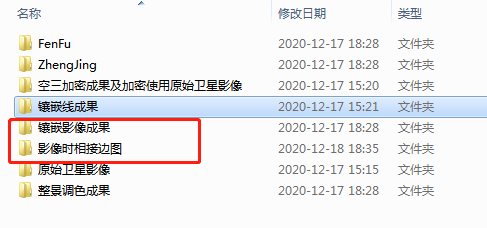 名称 修改日期 类型
FenFu 2020-12-17 18:28 文件夹
ZhengJing 2020-12-17 18:28 文件夹
空三加密成果及加密使用原始卫星影像 2020-12-17 15:20 文件夹
镶嵌线成果 2020-12-17 15:21 文件夹
镶嵌影像成果 2020-12-17 18:28 文件夹
影像时相接边图 2020-12-18 18:35 文件夹
原始卫星影像 2020-12-17 15:15 文件夹
整景调色成果 2020-12-17 18:28 文件夹